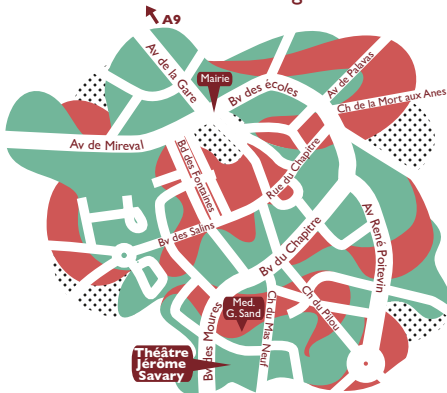 A9
Av de la Gare
Mairie
Bv des écoles
Av de Palavas
Ch de la Mort aux Anes
Av de Mireval
Bd des Fontaines
Rue du Chapitre
Bv des Salins
Bv du Chapitre
Av René Poitevin
Med.
G. Sand
Ch du Pilou
Bv des Moures
Ch du Mas Neuf
Théâtre
Jérôme
Savary